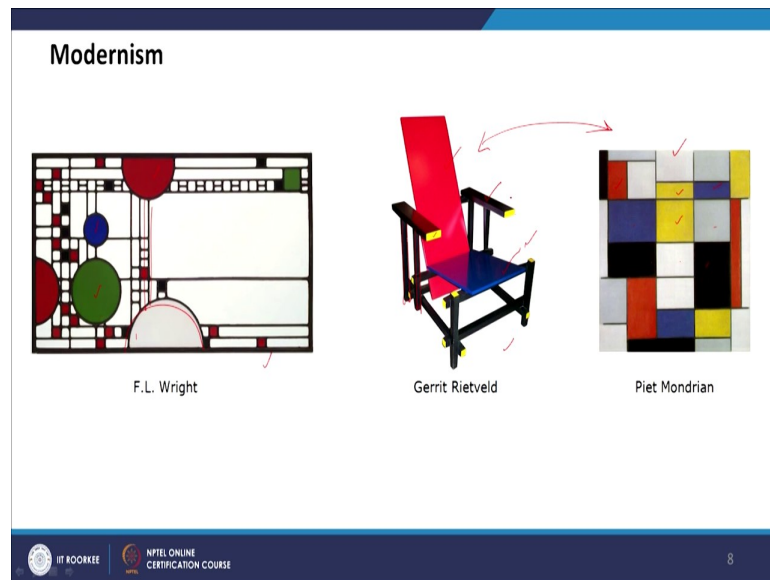 Modernism
F.L. Wright
Gerrit Rietveld
Piet Mondrian
IIT ROORKEE
NPTEL ONLINE
CERTIFICATION COURSE
8